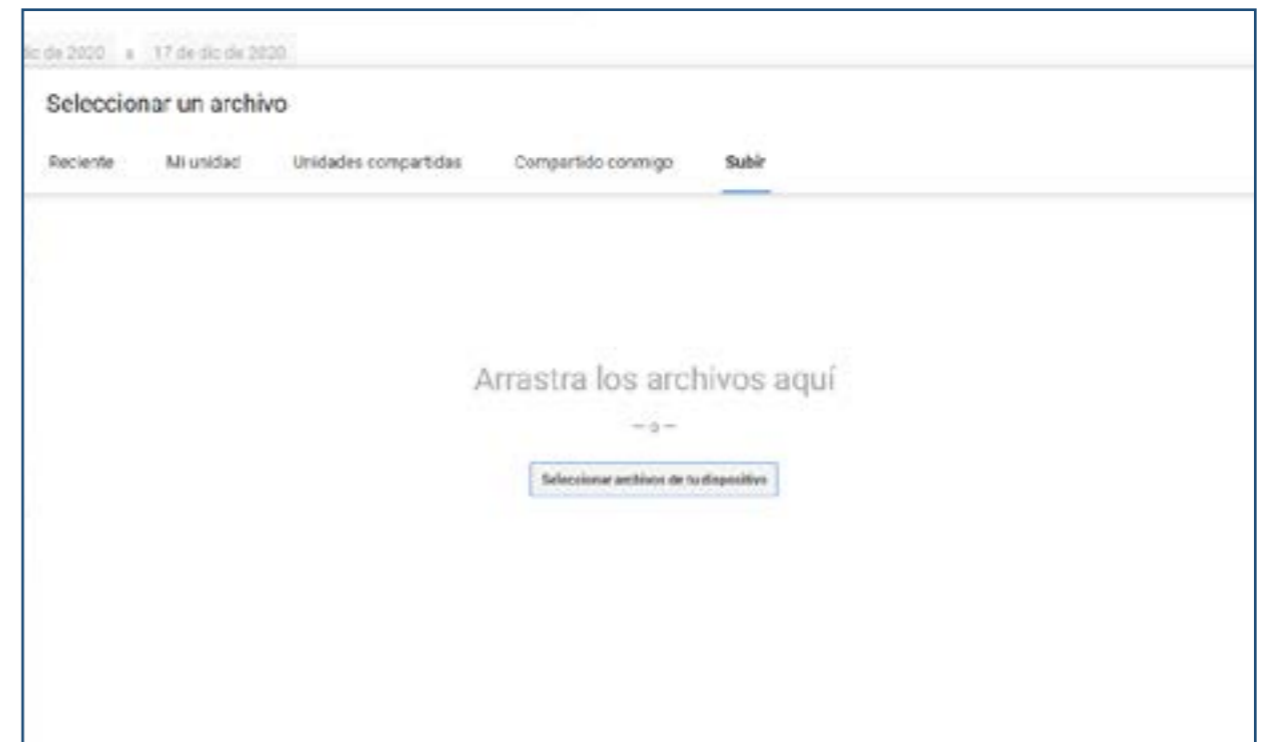 dic de 2020 a 17 de dic de 2020
Seleccionar un archivo
Reciente Mi unidad Unidades compartidas Compartido conmigo Subir
Arrastra los archivos aquí
— o —
Seleccionar archivos de tu dispositivo